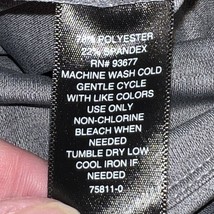 78% POLYESTER
22% SPANDEX
RN# 93677
MACHINE WASH COLD
GENTLE CYCLE
WITH LIKE COLORS
USE ONLY
NON-CHLORINE
BLEACH WHEN
NEEDED
TUMBLE DRY LOW
COOL IRON IF
NEEDED
75811-0